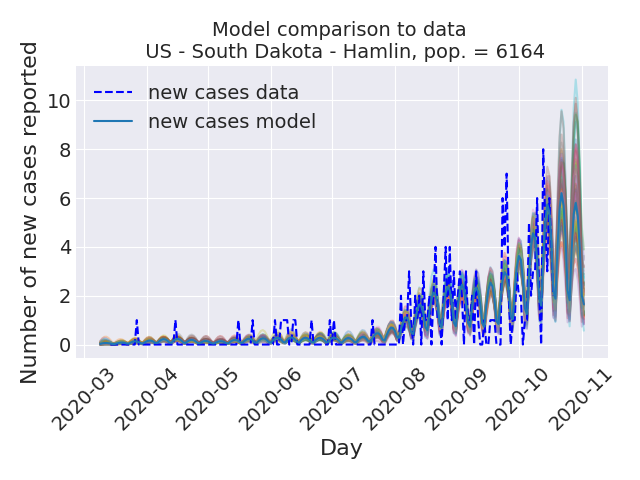 Model comparison to data
US - South Dakota - Hamlin, pop. = 6164
Number of new cases reported
10
8
6
4
2
0
new cases data
new cases model
2020-03
2020-04
2020-05
2020-06
2020-07
2020-08
2020-09
2020-10
2020-11
Day